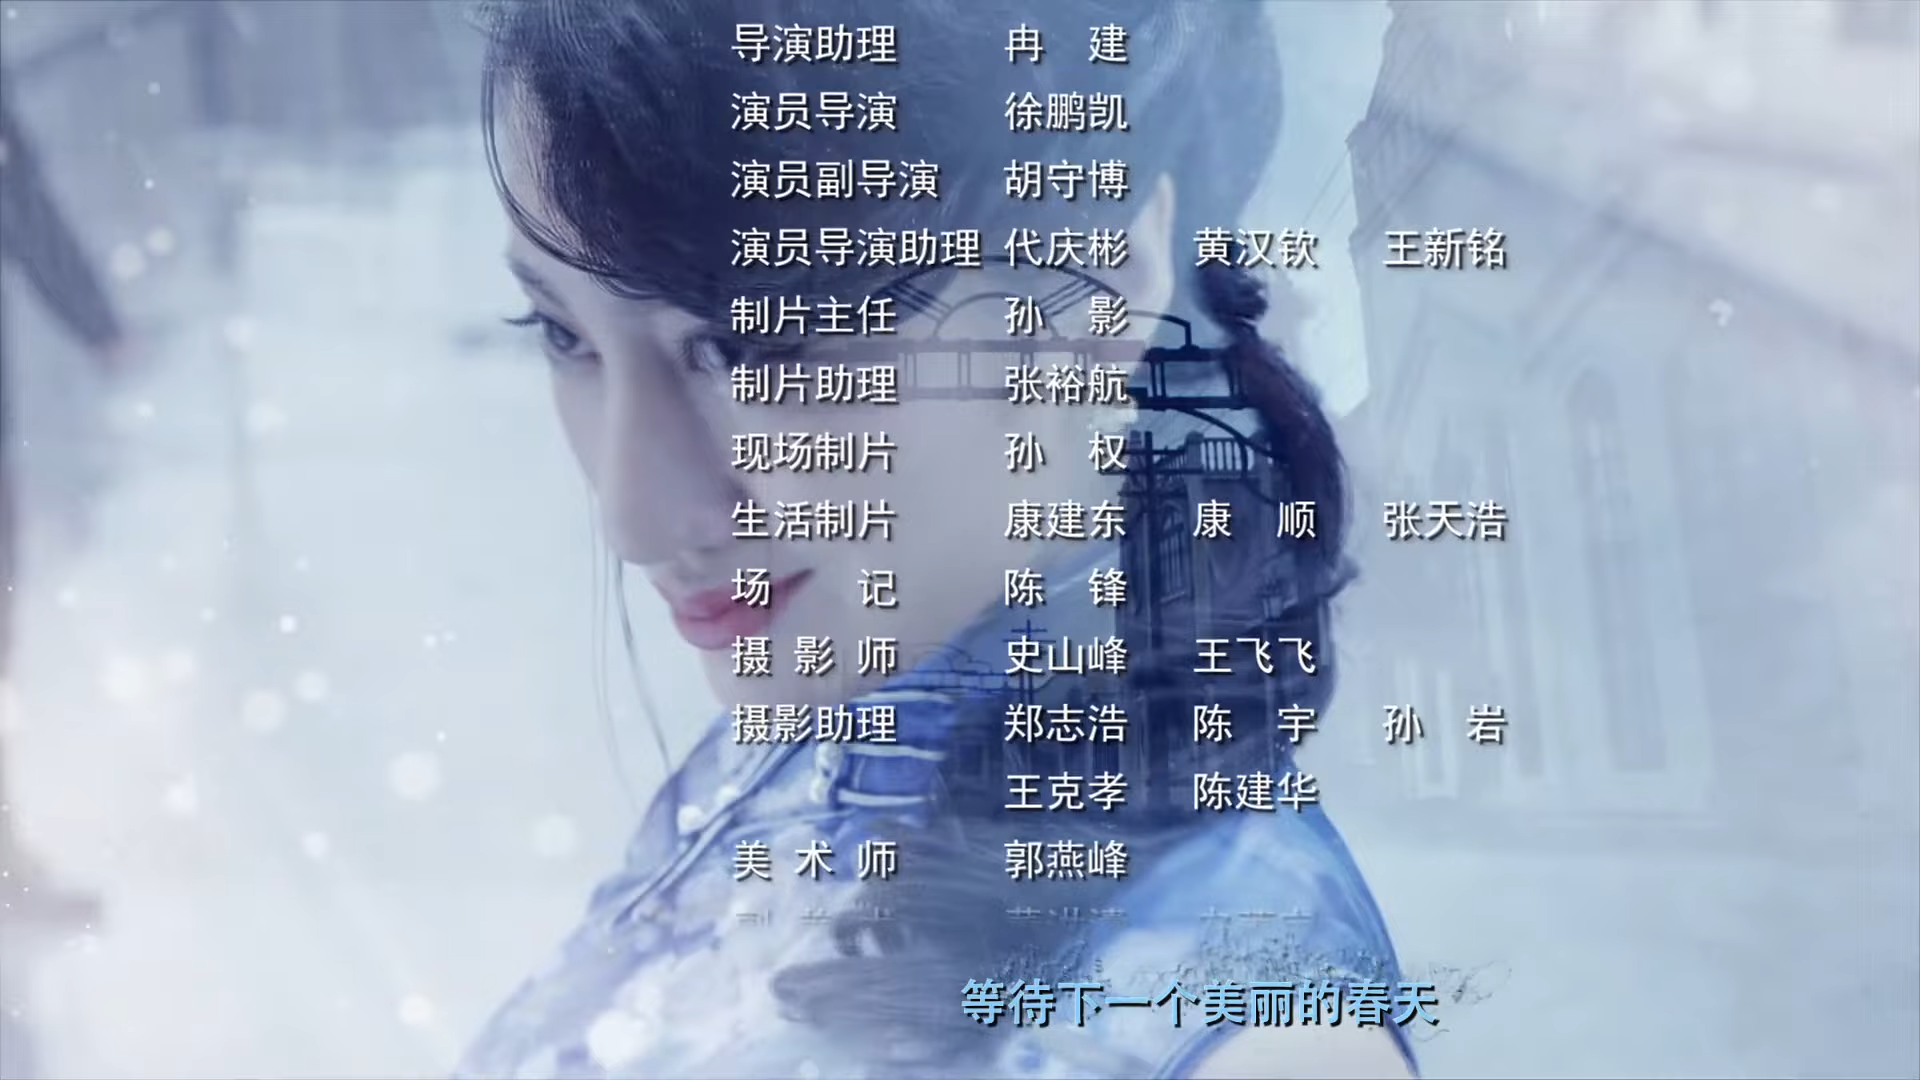 导演助理 冉 建
演员导演 徐鹏凯
演员副导演 胡守博
演员导演助理 代庆彬 黄汉钦 王新铭
制片主任 孙 影
制片助理 张裕航
现场制片 孙 权
生活制片 康建东 康 顺 张天浩
场 记 陈 锋
摄 影 师 史山峰 王飞飞
摄影助理 郑志浩 陈 宇 孙 岩
王克孝 陈建华
美 术 师 郭燕峰
等待下一个美丽的春天